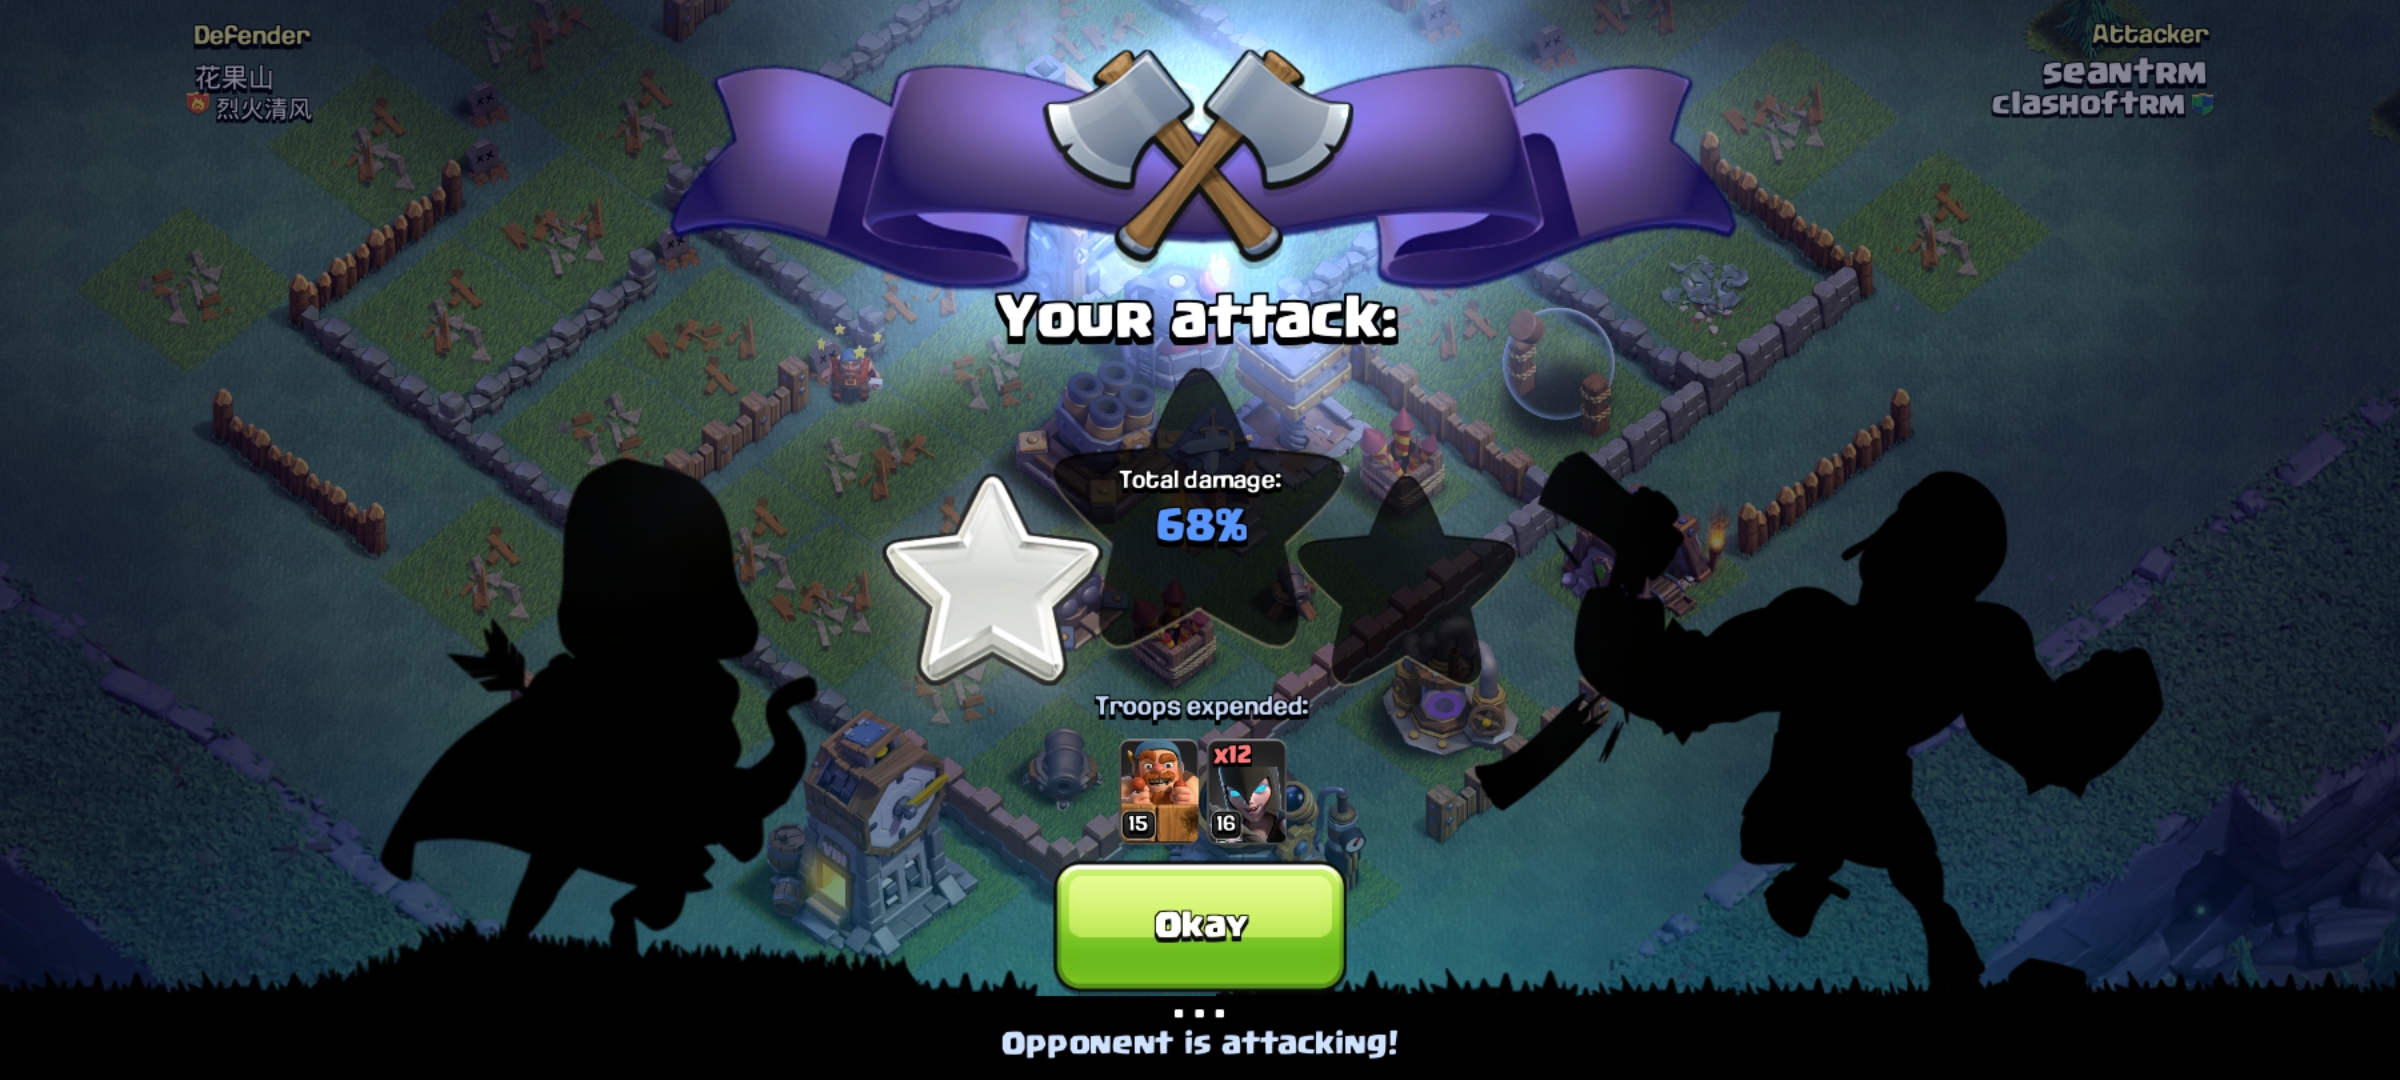 Defender
花果山
烈火清风
Attacker
seantrm
clashoftrm
Your attack:
Total damage:
68%
Troops expended:
x12
15
16
Okay
...
Opponent is attacking!